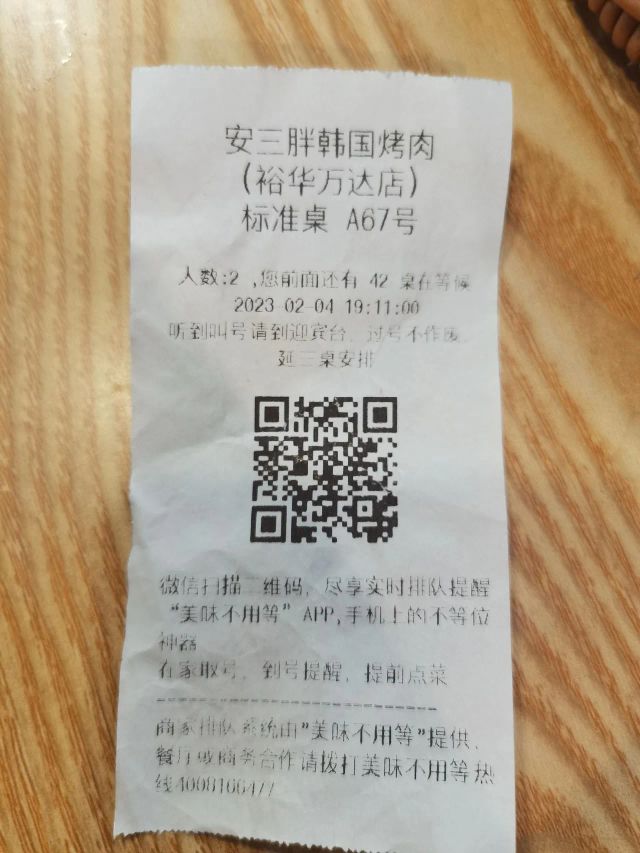 安三胖韩国烤肉
(裕华万达店)
标准桌 A67号
人数:2 ,您前面还有 42 桌在等候
2023-02-04 19:11:00
听到叫号请到迎宾台，过号不作废，
延三桌安排
微信扫描二维码，尽享实时排队提醒
“美味不用等” APP,手机上的不等位
神器
在家取号，到号提醒，提前点菜
商家排队系统由”美味不用等”提供，
餐厅或商务合作请拨打美味不用等热
线4008166477